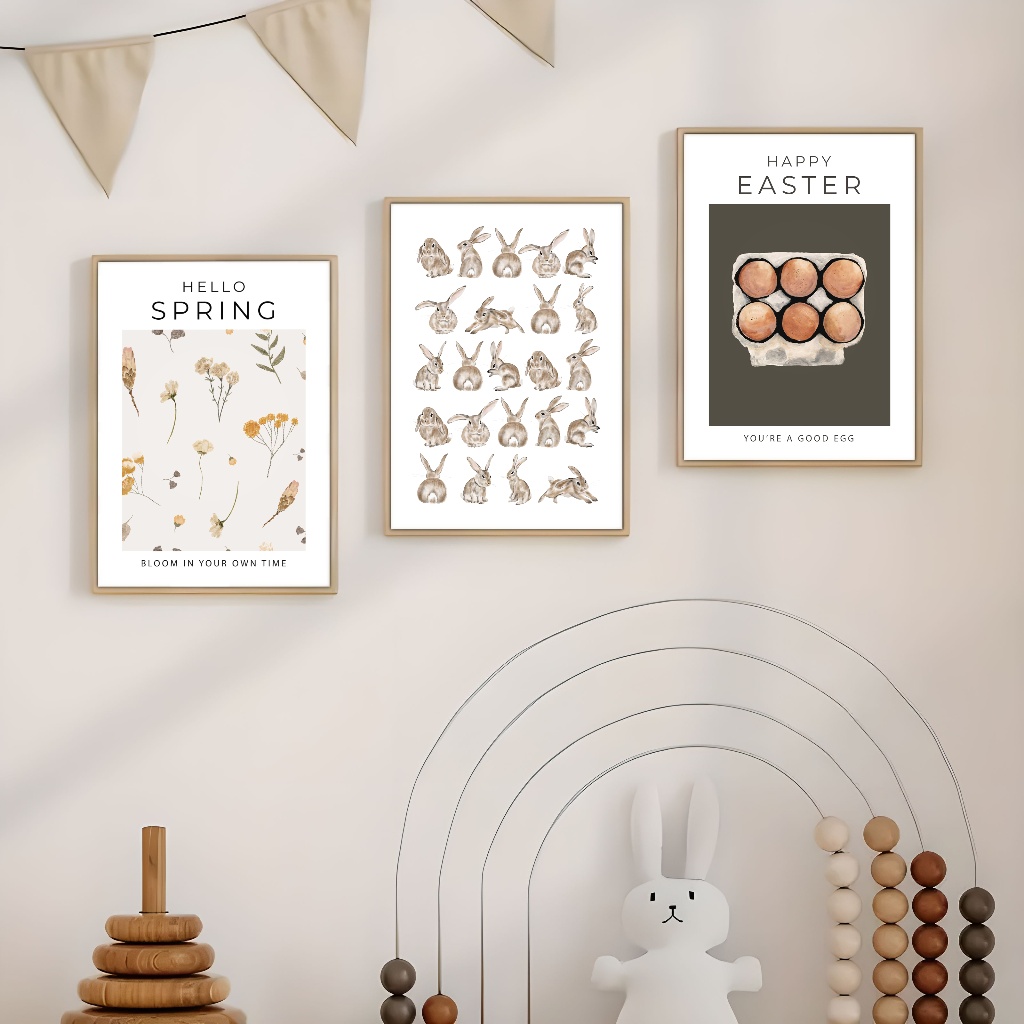 HELLO
SPRING
BLOOM IN YOUR OWN TIME
HAPPY
EASTER
YOU'RE A GOOD EGG